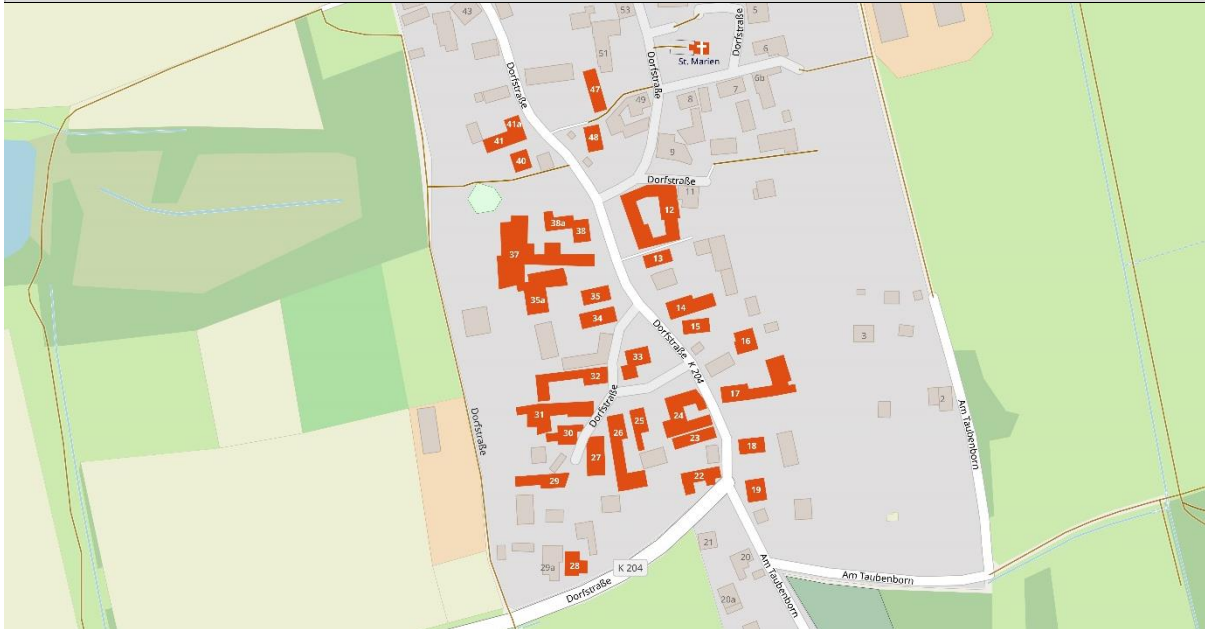 43
53
5
Dorfstraße
6
51
Dorfstraße
St. Marien
Dorfstraße
6b
47
7
49
8
41a
41
48
9
40
Dorfstraße
11
12
38a
38
37
13
35
35a
14
34
15
Dorfstraße
K 204
16
3
33
32
17
Dorfstraße
2
31
24
25
Dorfstraße
Am Taubenborn
30
26
23
27
18
22
29
19
21
20
28
29a
K 204
Am Taubenborn
Am Taubenborn
Dorfstraße
20a